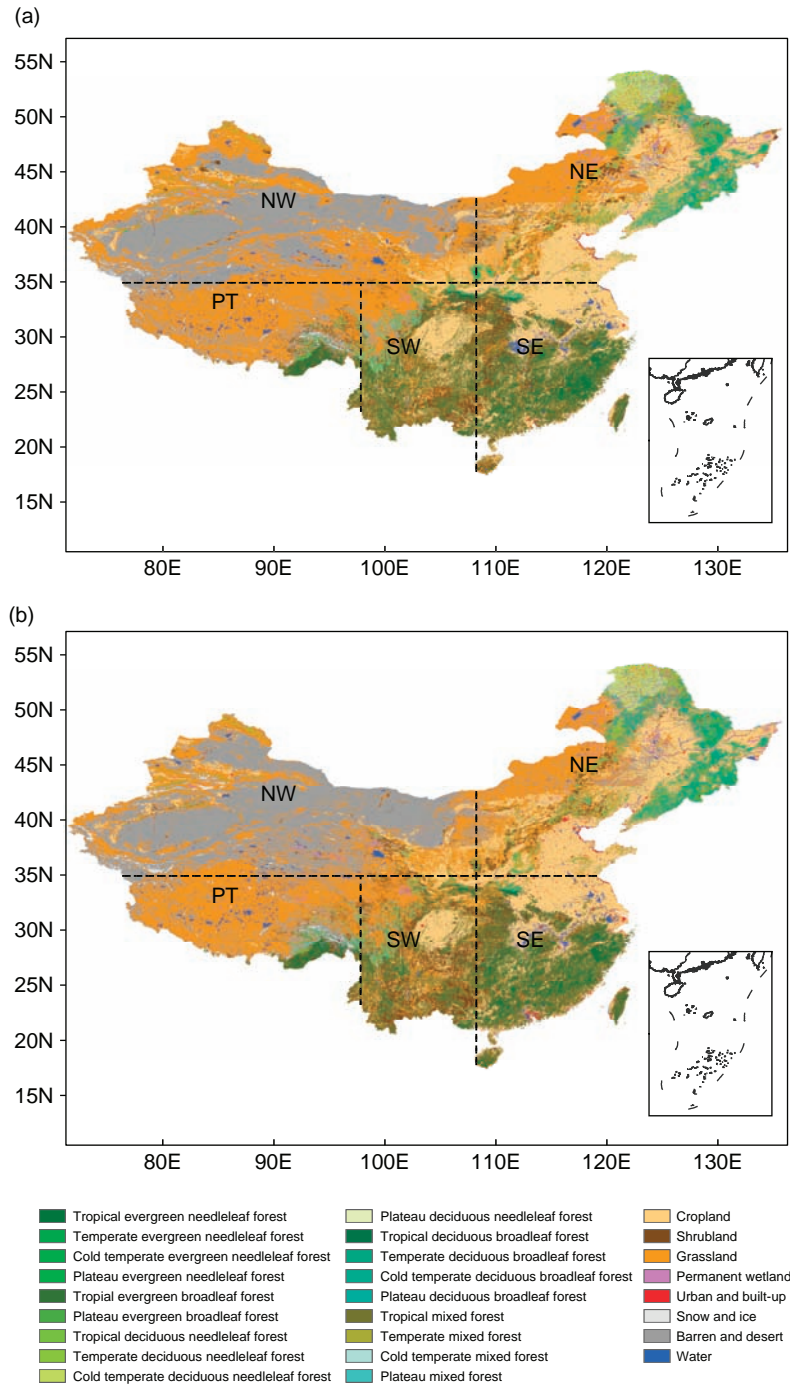 (a)
55N
50N
45N
40N
35N
30N
25N
20N
15N
NW
NE
PT
SW
SE
80E 90E 100E 110E 120E 130E
(b)
55N
50N
45N
40N
35N
30N
25N
20N
15N
NW
NE
PT
SW
SE
80E 90E 100E 110E 120E 130E
Tropical evergreen needleleaf forest
Temperate evergreen needleleaf forest
Cold temperate evergreen needleleaf forest
Plateau evergreen needleleaf forest
Tropial evergreen broadleaf forest
Plateau evergreen broadleaf forest
Tropical deciduous needleleaf forest
Temperate deciduous needleleaf forest
Cold temperate deciduous needleleaf forest
Plateau deciduous needleleaf forest
Tropical deciduous broadleaf forest
Temperate deciduous broadleaf forest
Cold temperate deciduous broadleaf forest
Plateau deciduous broadleaf forest
Tropical mixed forest
Temperate mixed forest
Cold temperate mixed forest
Plateau mixed forest
Cropland
Shrubland
Grassland
Permanent wetland
Urban and built-up
Snow and ice
Barren and desert
Water